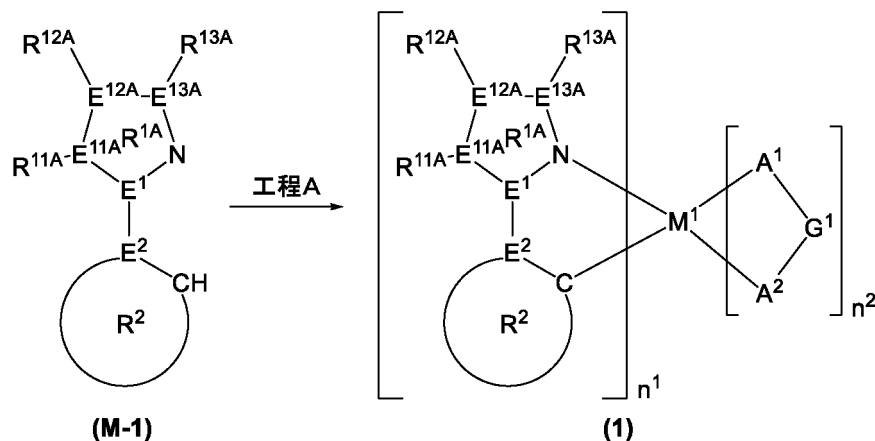 R¹²ᴬ R¹³ᴬ
E¹²ᴬ E¹³ᴬ
R¹¹ᴬ E¹¹ᴬ R¹ᴬ N
E¹
E²
CH
R²
(M-1)
工程A
R¹²ᴬ R¹³ᴬ
E¹²ᴬ E¹³ᴬ
R¹¹ᴬ E¹¹ᴬ R¹ᴬ N
E¹
E²
C
R²
n¹
M¹
A¹
G¹
A²
n²
(1)